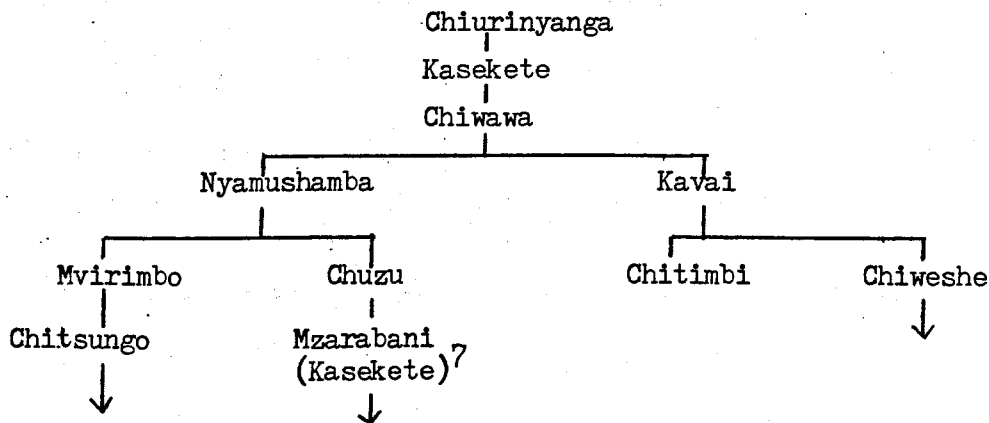 Chiurinyanga
Kasekete
Chiwawa
Nyamushamba Kavai
Mvirimbo Chuzu Chitimbi Chiweshe
Chitsungo Mzarabani
(Kasekete)7